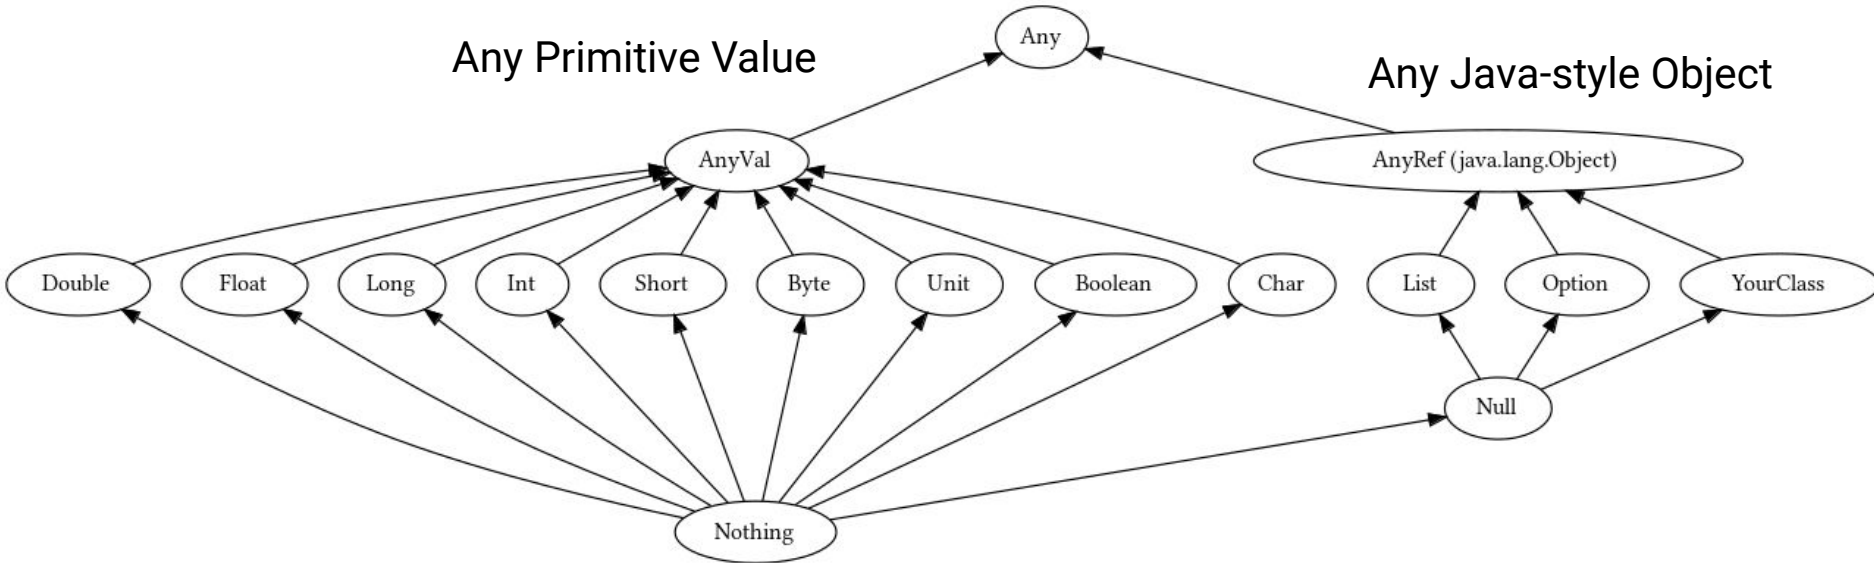 Any
Any Primitive Value
Any Java-style Object
AnyVal
AnyRef (java.lang.Object)
Double
Float
Long
Int
Short
Byte
Unit
Boolean
Char
List
Option
YourClass
Null
Nothing